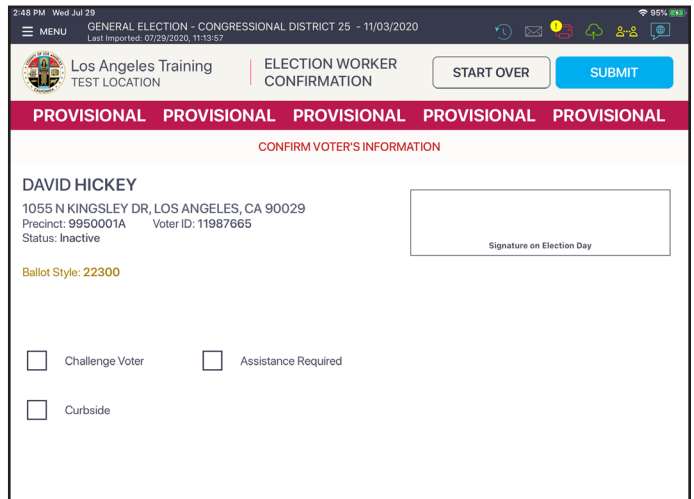 2:48 PM Wed Jul 29
95%
MENU
GENERAL ELECTION - CONGRESSIONAL DISTRICT 25 - 11/03/2020
Last Imported: 07/29/2020, 11:13:57
Los Angeles Training
TEST LOCATION
ELECTION WORKER
CONFIRMATION
START OVER
SUBMIT
PROVISIONAL PROVISIONAL PROVISIONAL PROVISIONAL PROVISIONAL
CONFIRM VOTER'S INFORMATION
DAVID HICKEY
1055 N KINGSLEY DR, LOS ANGELES, CA 90029
Precinct: 9950001A Voter ID: 11987665
Status: Inactive
Signature on Election Day
Ballot Style: 22300
Challenge Voter
Assistance Required
Curbside